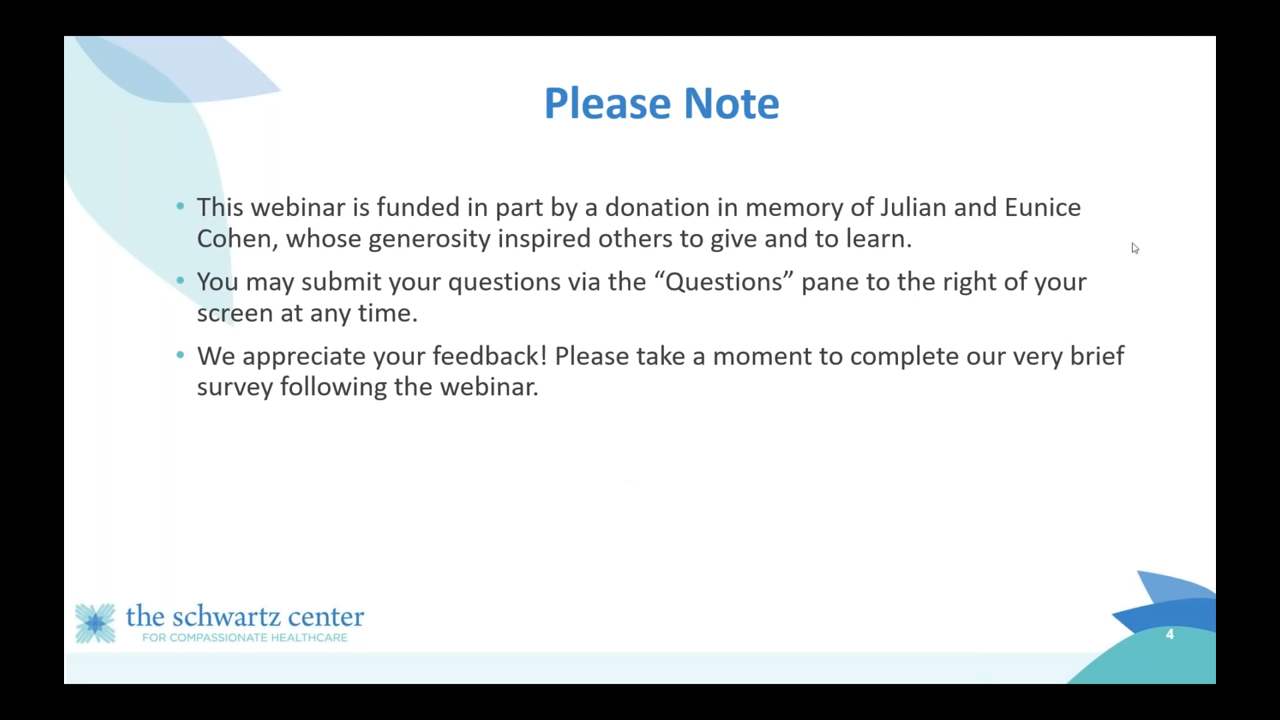 Please Note
• This webinar is funded in part by a donation in memory of Julian and Eunice
Cohen, whose generosity inspired others to give and to learn.
• You may submit your questions via the “Questions” pane to the right of your
screen at any time.
• We appreciate your feedback! Please take a moment to complete our very brief
survey following the webinar.
the schwartz center
FOR COMPASSIONATE HEALTHCARE
4